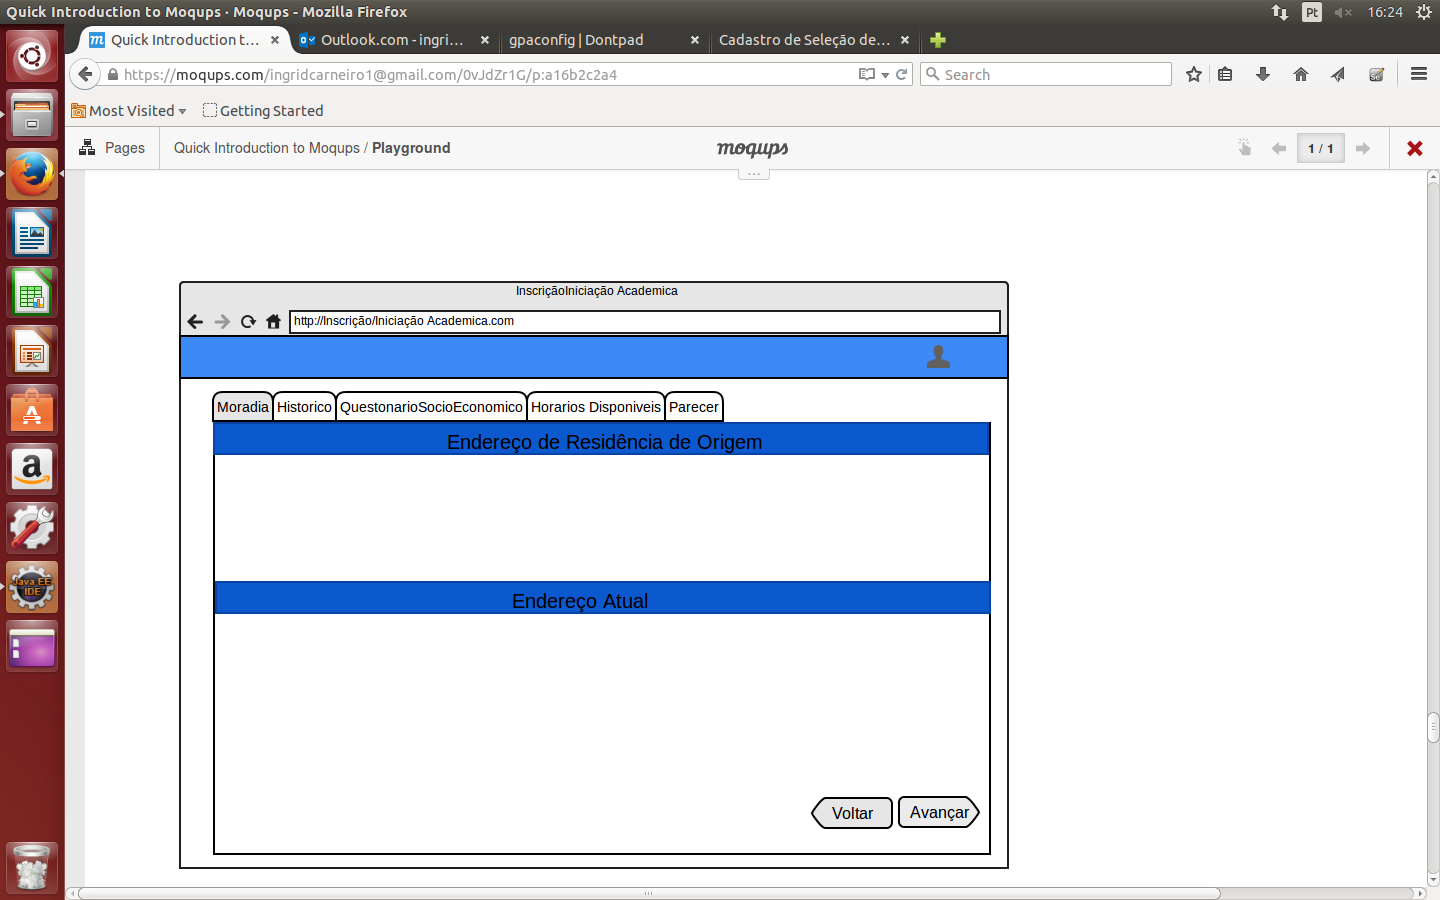 Quick Introduction to Moqups · Moqups - Mozilla Firefox
Pt
16:24
Quick Introduction t...
Outlook.com - ingri...
gpaconfig | Dontpad
Cadastro de Seleção de...
https://moqups.com/ingridcarneiro1@gmail.com/0vJdZr1G/p:a16b2c2a4
Search
Most Visited
Getting Started
Pages
Quick Introduction to Moqups / Playground
moqups
1 / 1
...
InscriçãoIniciação Academica
http://Inscrição/Iniciação Academica.com
Moradia
Historico
QuestonarioSocioEconomico
Horarios Disponiveis
Parecer
Endereço de Residência de Origem
Endereço Atual
Voltar
Avançar
Java EE
IDE